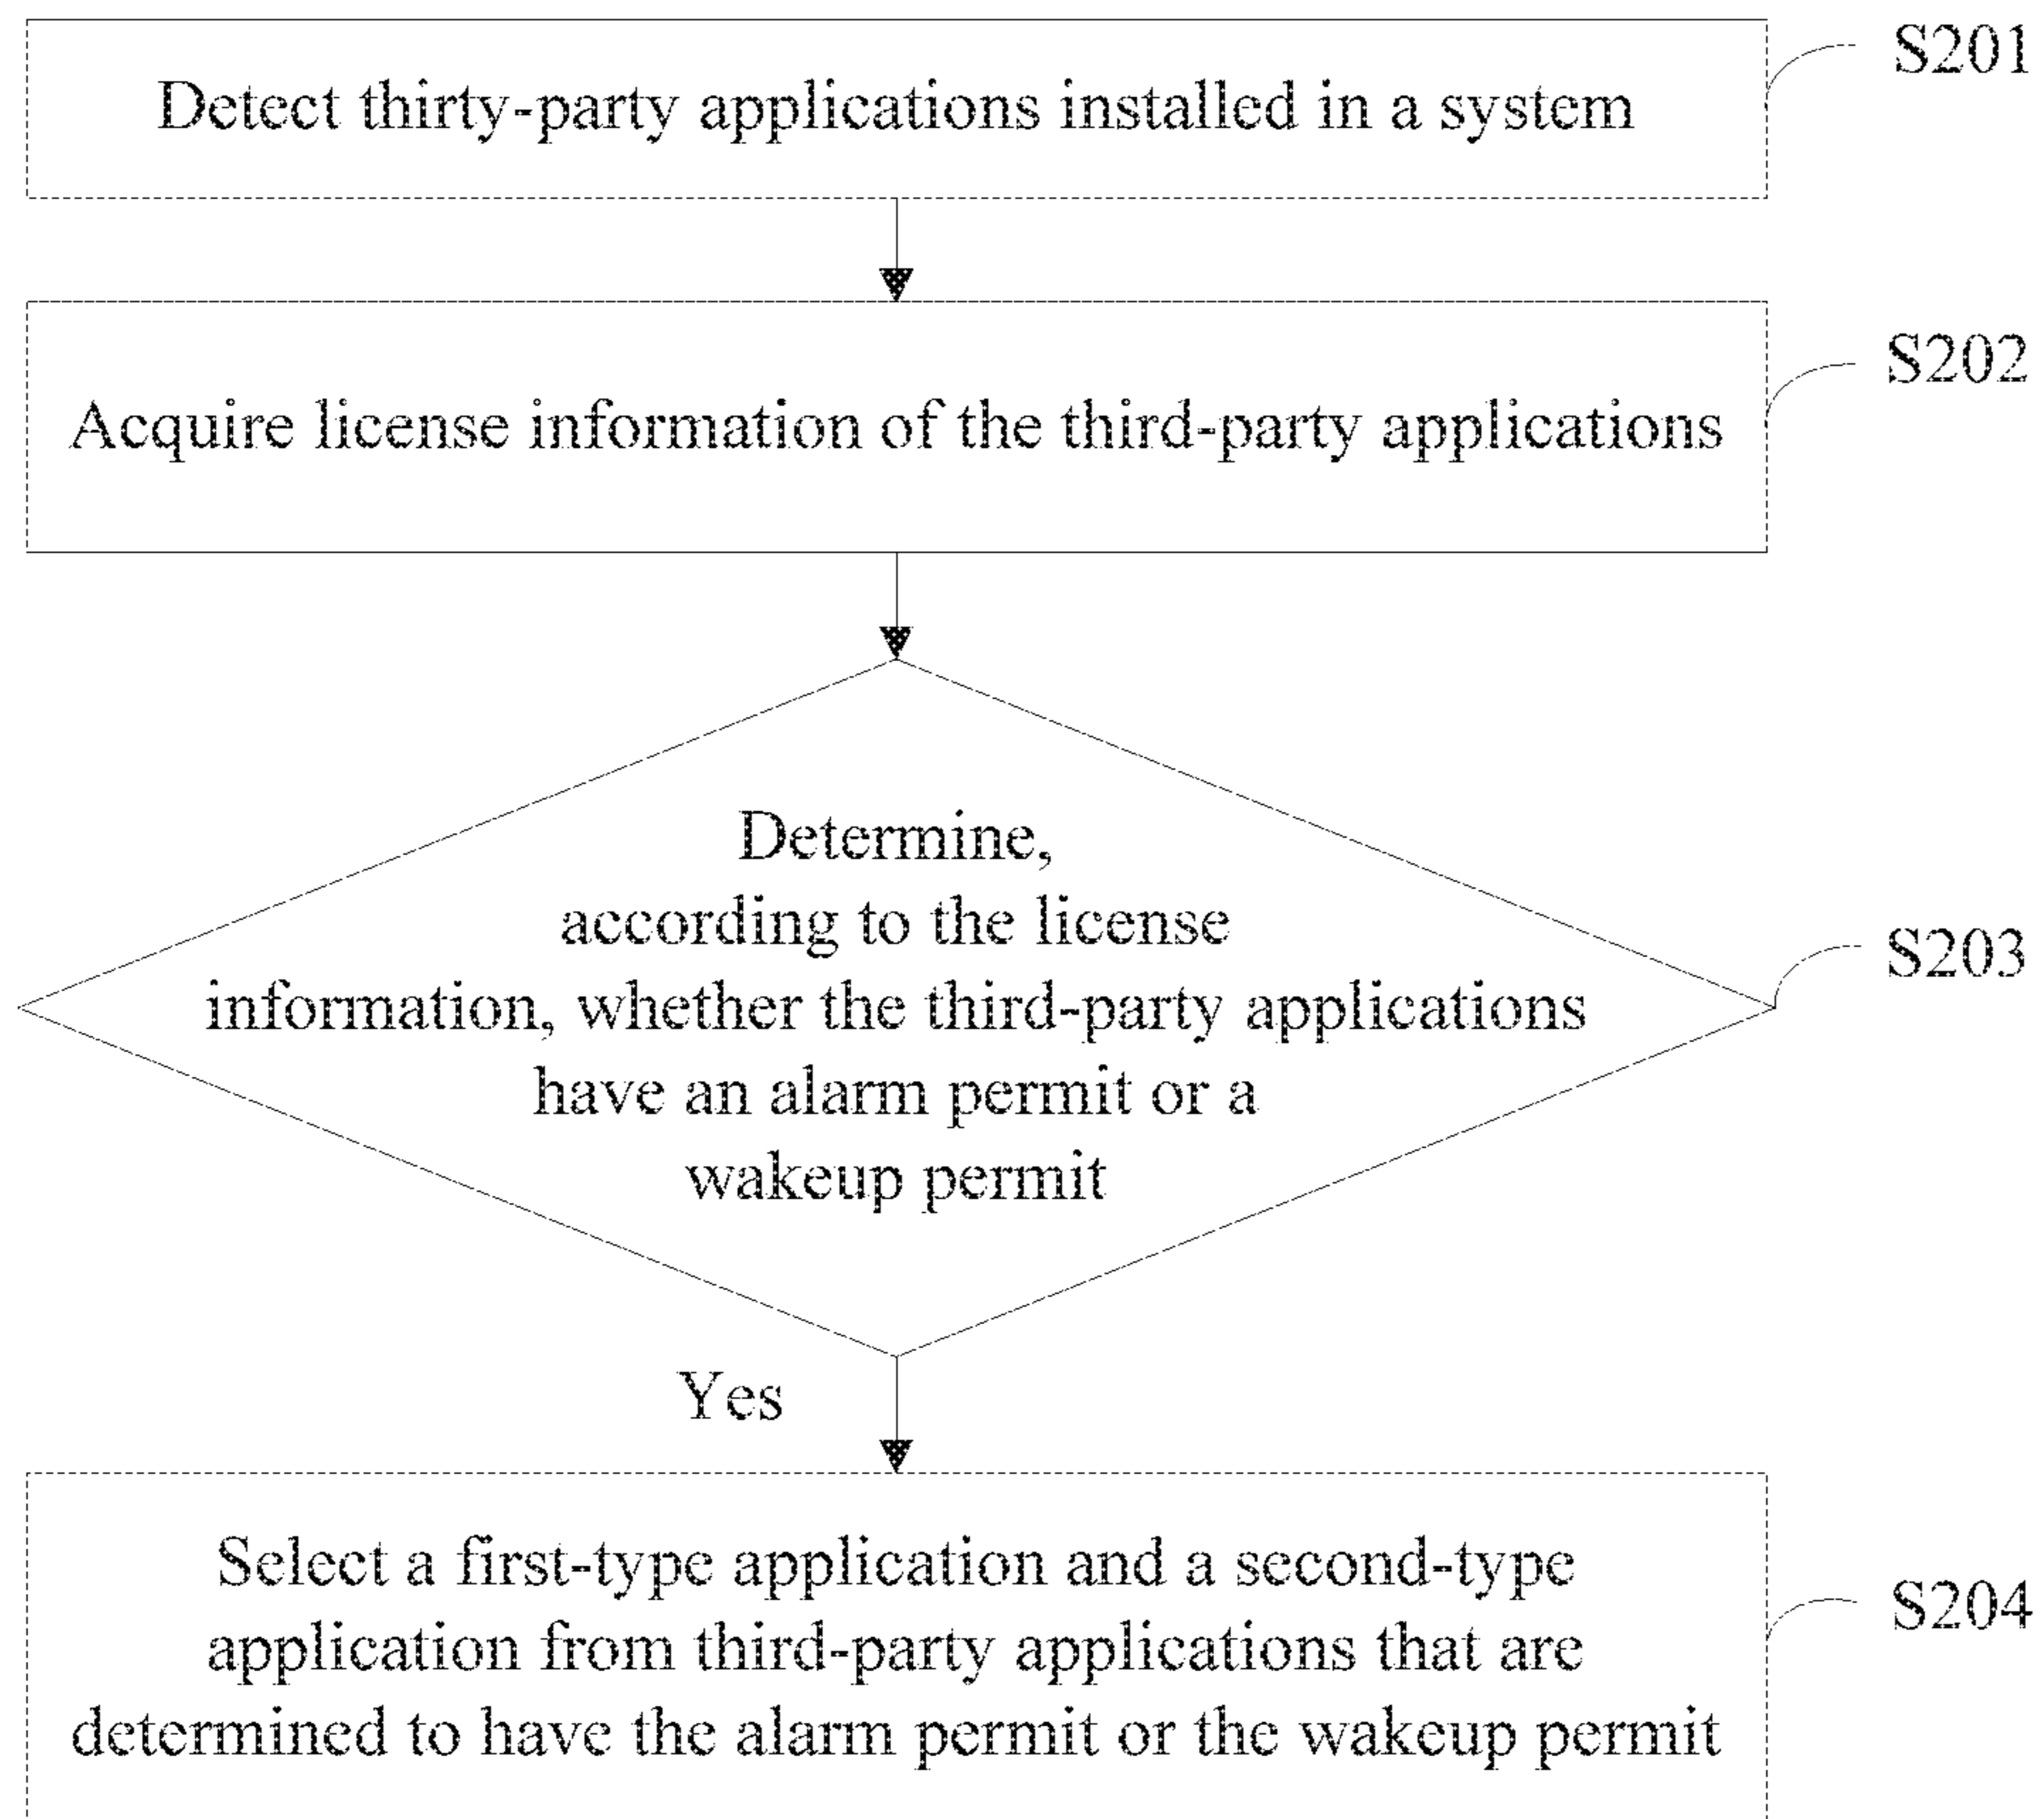 Detect thirty-party applications installed in a system
S201
Acquire license information of the third-party applications
S202
Determine,
according to the license
information, whether the third-party applications
have an alarm permit or a
wakeup permit
S203
Yes
Select a first-type application and a second-type
application from third-party applications that are
determined to have the alarm permit or the wakeup permit
S204